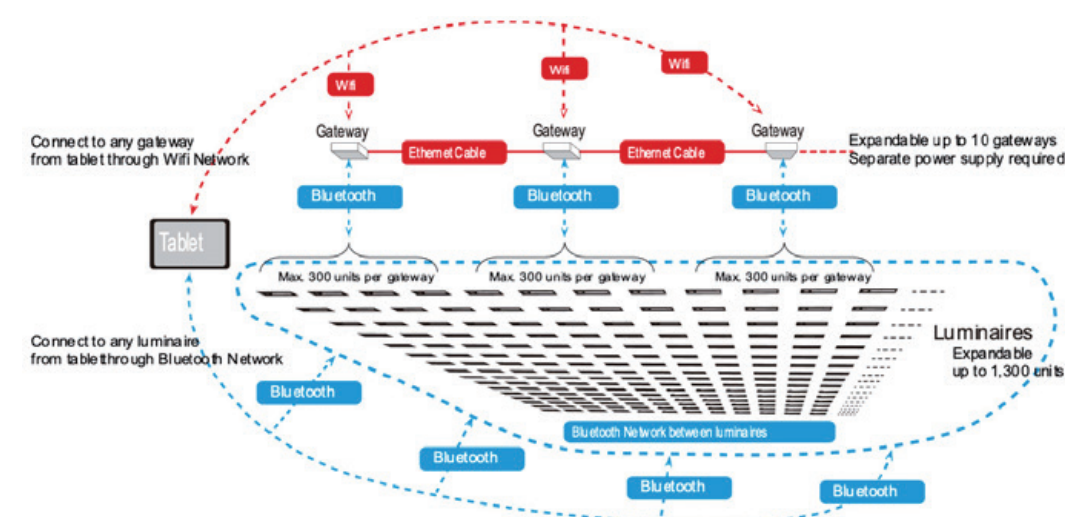 Wifi
Wifi
Wifi
Gateway
Gateway
Gateway
Connect to any gateway
from tablet through Wifi Network
Ethernet Cable
Ethernet Cable
Expandable up to 10 gateways
Separate power supply required
Bluetooth
Bluetooth
Bluetooth
Tablet
Max. 300 units per gateway
Max. 300 units per gateway
Max. 300 units per gateway
Connect to any luminaire
from tablet through Bluetooth Network
Luminaires
Expandable
up to 1,300 units
Bluetooth
Bluetooth Network between luminaires
Bluetooth
Bluetooth
Bluetooth